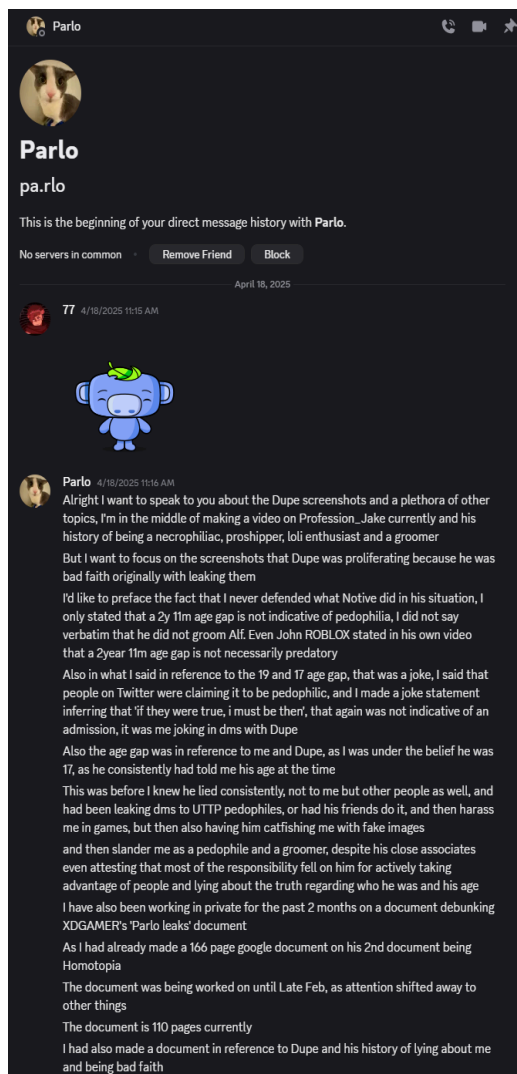 Parlo
Parlo
pa.rlo
This is the beginning of your direct message history with Parlo.
No servers in common • Remove Friend Block
April 18, 2025
77 4/18/2025 11:15 AM
Parlo 4/18/2025 11:16 AM
Alright I want to speak to you about the Dupe screenshots and a plethora of other
topics, I'm in the middle of making a video on Profession_Jake currently and his
history of being a necrophiliac, proshipper, loli enthusiast and a groomer
But I want to focus on the screenshots that Dupe was proliferating because he was
bad faith originally with leaking them
I'd like to preface the fact that I never defended what Notive did in his situation, I
only stated that a 2y 11m age gap is not indicative of pedophilia, I did not say
verbatim that he did not groom Alf. Even John ROBLOX stated in his own video
that a 2year 11m age gap is not necessarily predatory
Also in what I said in reference to the 19 and 17 age gap, that was a joke, I said that
people on Twitter were claiming it to be pedophilic, and I made a joke statement
inferring that 'if they were true, i must be then', that again was not indicative of an
admission, it was me joking in dms with Dupe
Also the age gap was in reference to me and Dupe, as I was under the belief he was
17, as he consistently had told me his age at the time
This was before I knew he lied consistently, not to me but other people as well, and
had been leaking dms to UTTP pedophiles, or had his friends do it, and then harass
me in games, but then also having him catfishing me with fake images
and then slander me as a pedophile and a groomer, despite his close associates
even attesting that most of the responsibility fell on him for actively taking
advantage of people and lying about the truth regarding who he was and his age
I have also been working in private for the past 2 months on a document debunking
XDGAMER's 'Parlo leaks' document
As I had already made a 166 page google document on his 2nd document being
Homotopia
The document was being worked on until Late Feb, as attention shifted away to
other things
The document is 110 pages currently
I had also made a document in reference to Dupe and his history of lying about me
and being bad faith